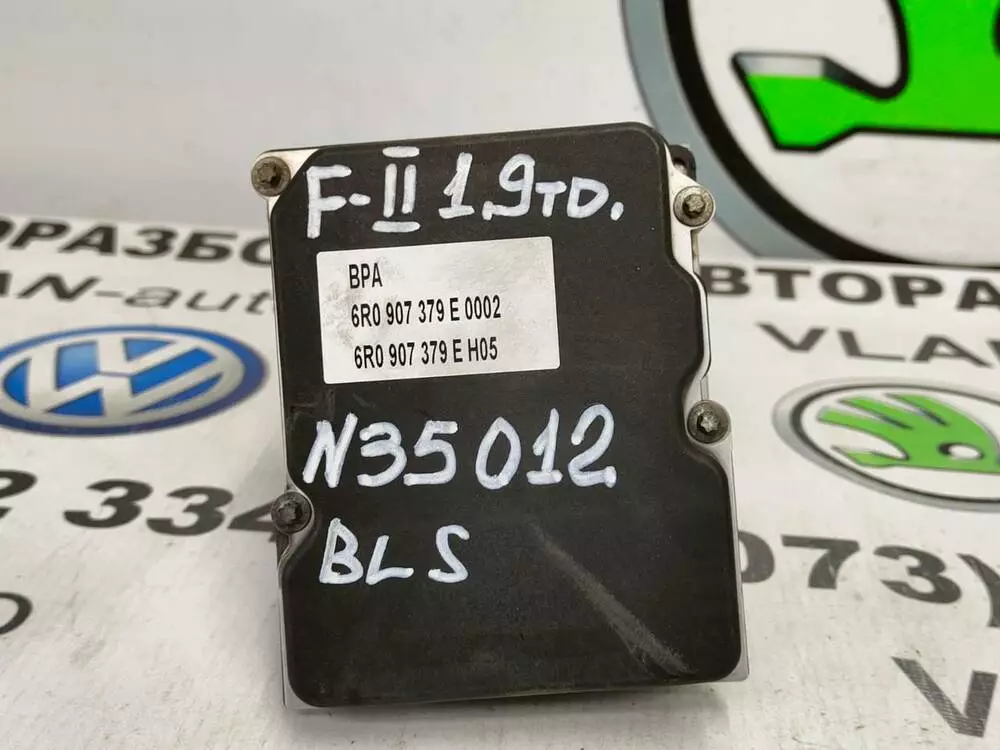 F-II 1.9TD.
BPA
6R0 907 379 E 0002
6R0 907 379 E H05
N35012
BLS
ОРАЗБО
AN-aut
2 334
ВТОРА
VLA
073)
V